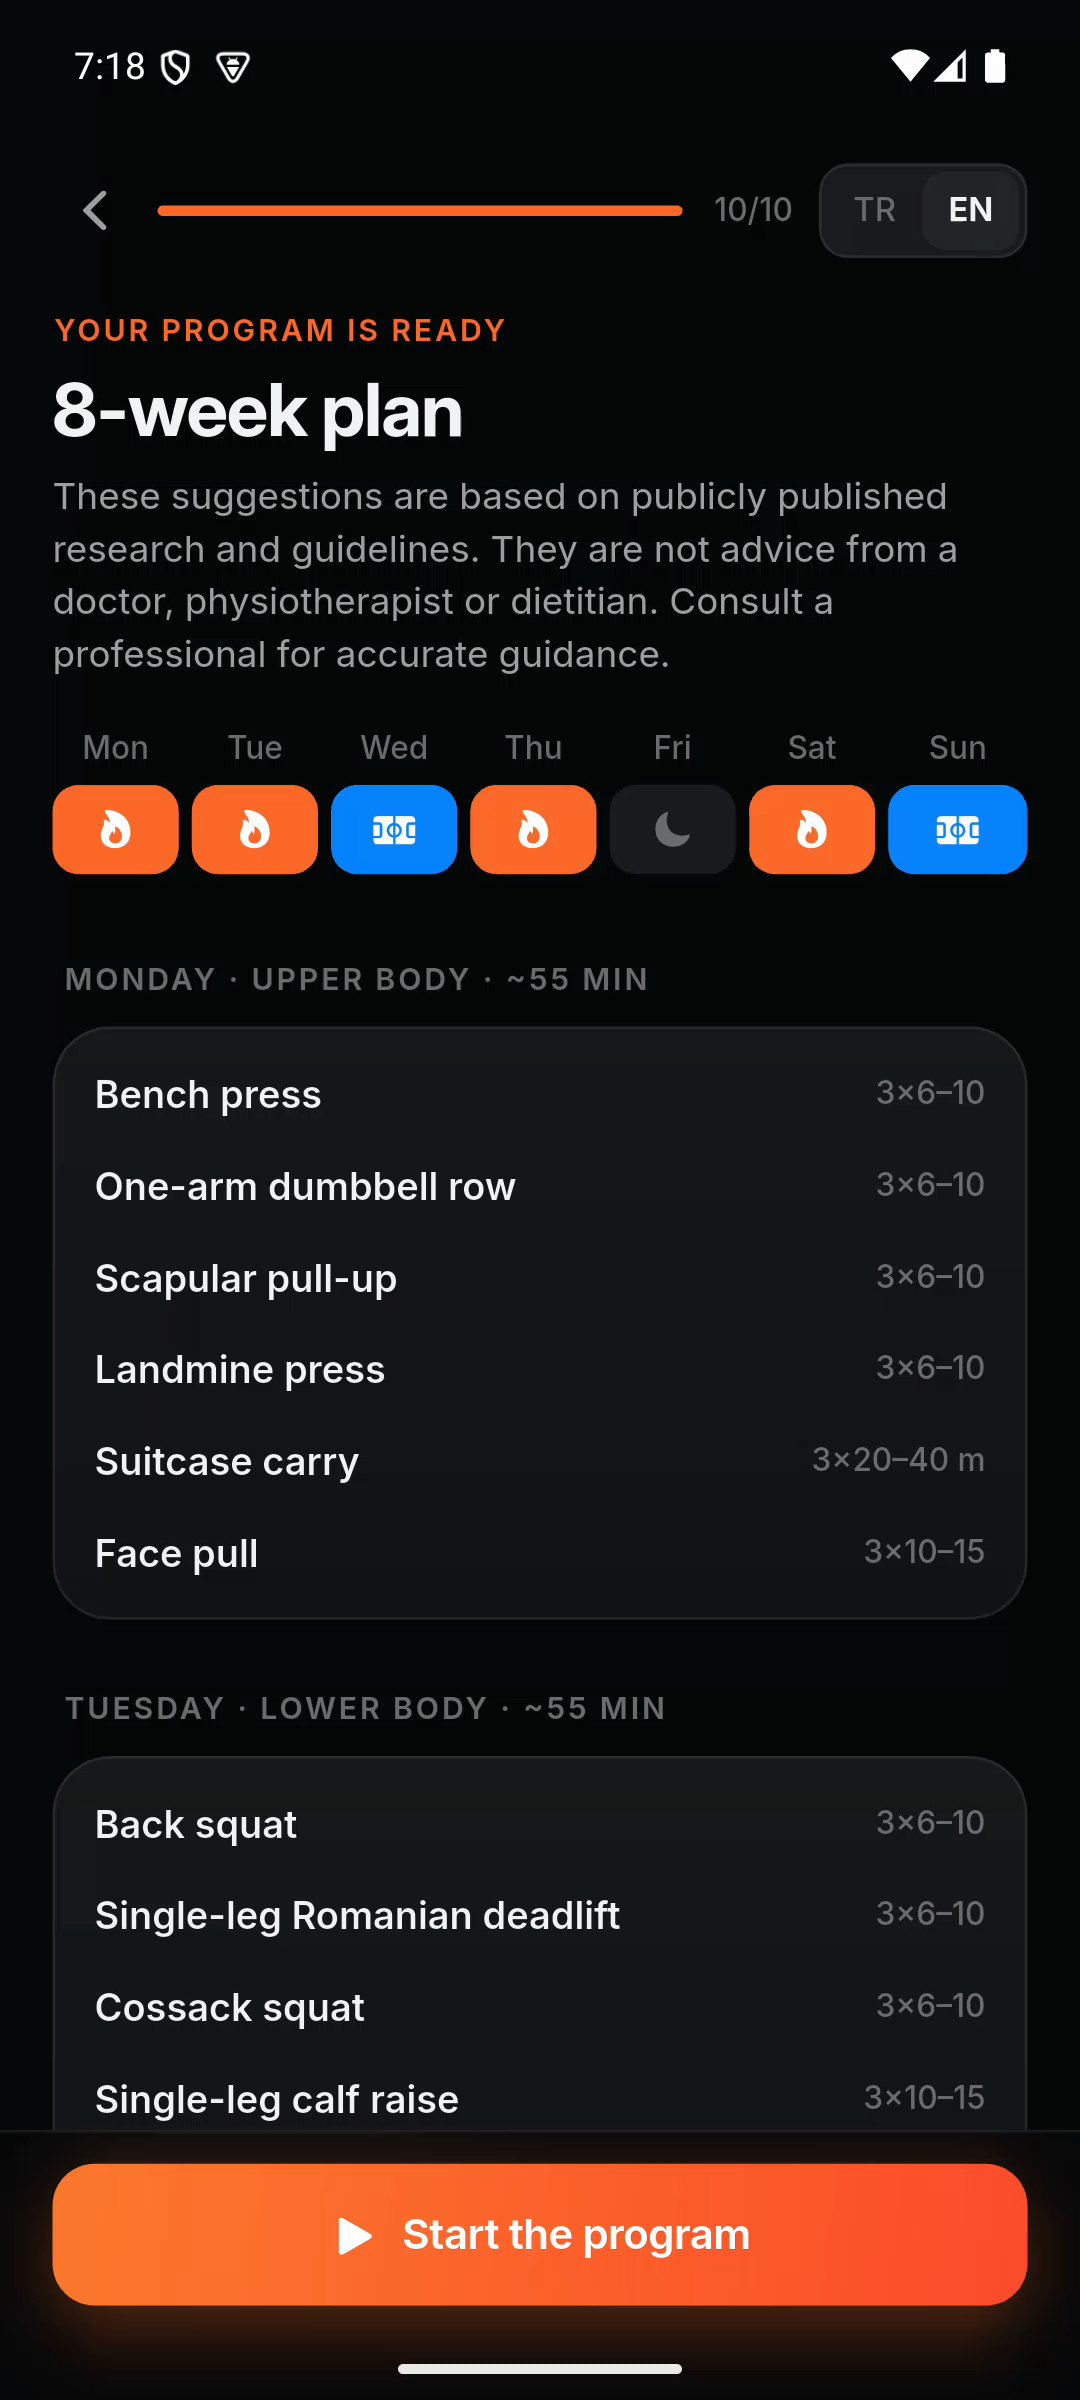 7:18
10/10
TR EN
YOUR PROGRAM IS READY
8-week plan
These suggestions are based on publicly published
research and guidelines. They are not advice from a
doctor, physiotherapist or dietitian. Consult a
professional for accurate guidance.
Mon Tue Wed Thu Fri Sat Sun
MONDAY · UPPER BODY · ~55 MIN
Bench press 3×6–10
One-arm dumbbell row 3×6–10
Scapular pull-up 3×6–10
Landmine press 3×6–10
Suitcase carry 3×20–40 m
Face pull 3×10–15
TUESDAY · LOWER BODY · ~55 MIN
Back squat 3×6–10
Single-leg Romanian deadlift 3×6–10
Cossack squat 3×6–10
Single-leg calf raise 3×10–15
Start the program